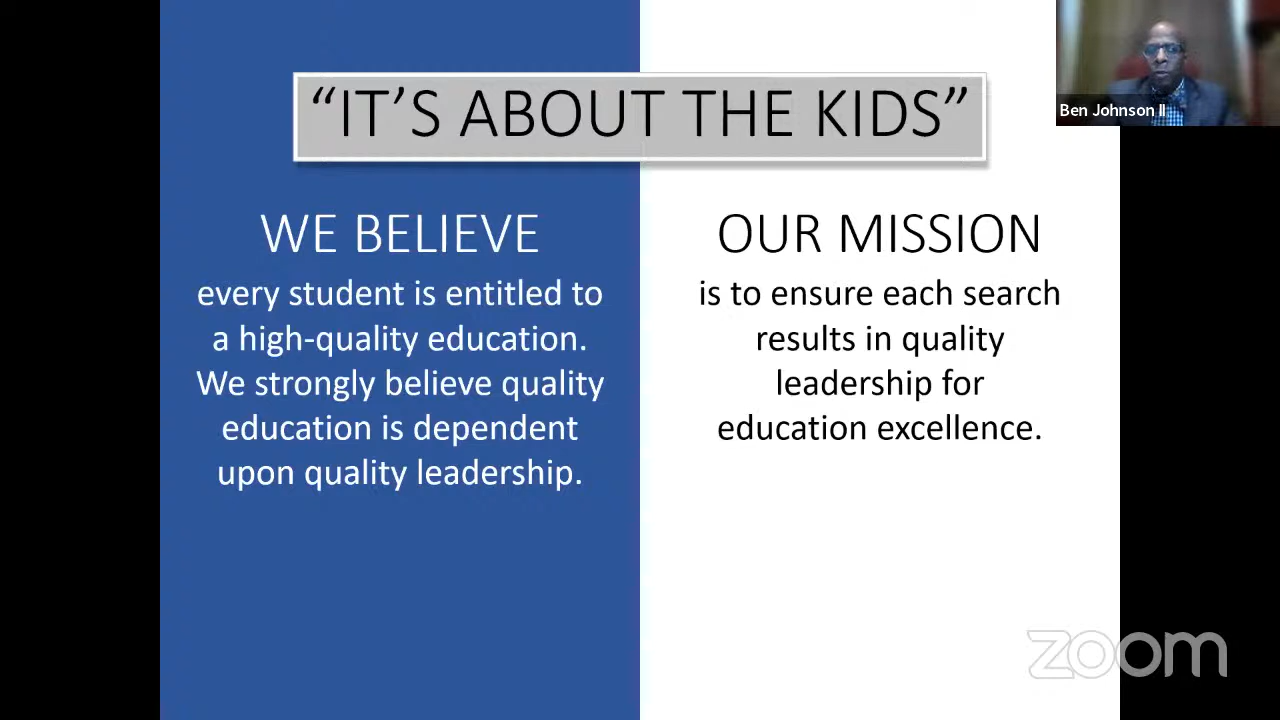 “IT’S ABOUT THE KIDS”
WE BELIEVE
every student is entitled to
a high-quality education.
We strongly believe quality
education is dependent
upon quality leadership.
OUR MISSION
is to ensure each search
results in quality
leadership for
education excellence.
Ben Johnson II
zoom